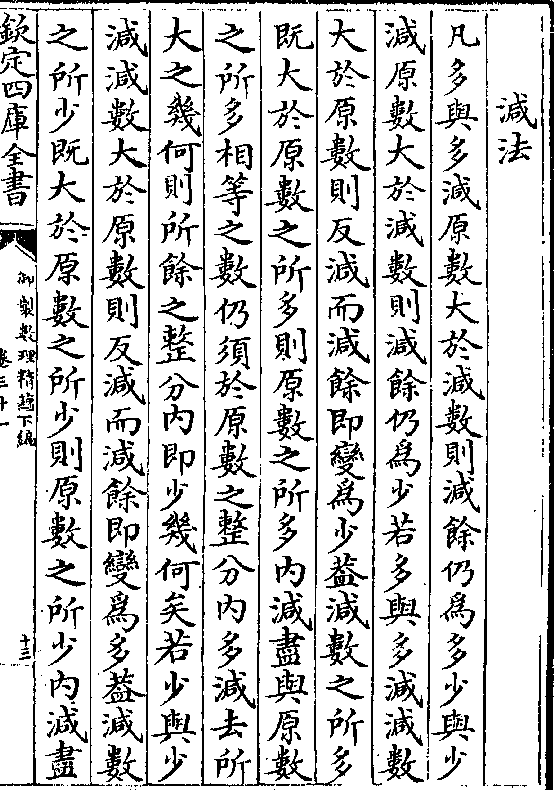 減法
凡多與多減原數大於減數則減餘仍爲多少與少
減原數大於減數則減餘仍爲少若多與多減減數
大於原數則反減而減餘即變爲少葢減數之所多
既大於原數之所多則原數之所多内減盡與原數
之所多相等之數仍須於原數之整分内多減去所
大之幾何則所餘之整分内即少幾何矣若少與少
減減數大於原數則反減而減餘即變爲多葢減數
之所少既大於原數之所少則原數之所少内減盡
欽定四庫全書
御製數理精藴下編
卷三十一
十三